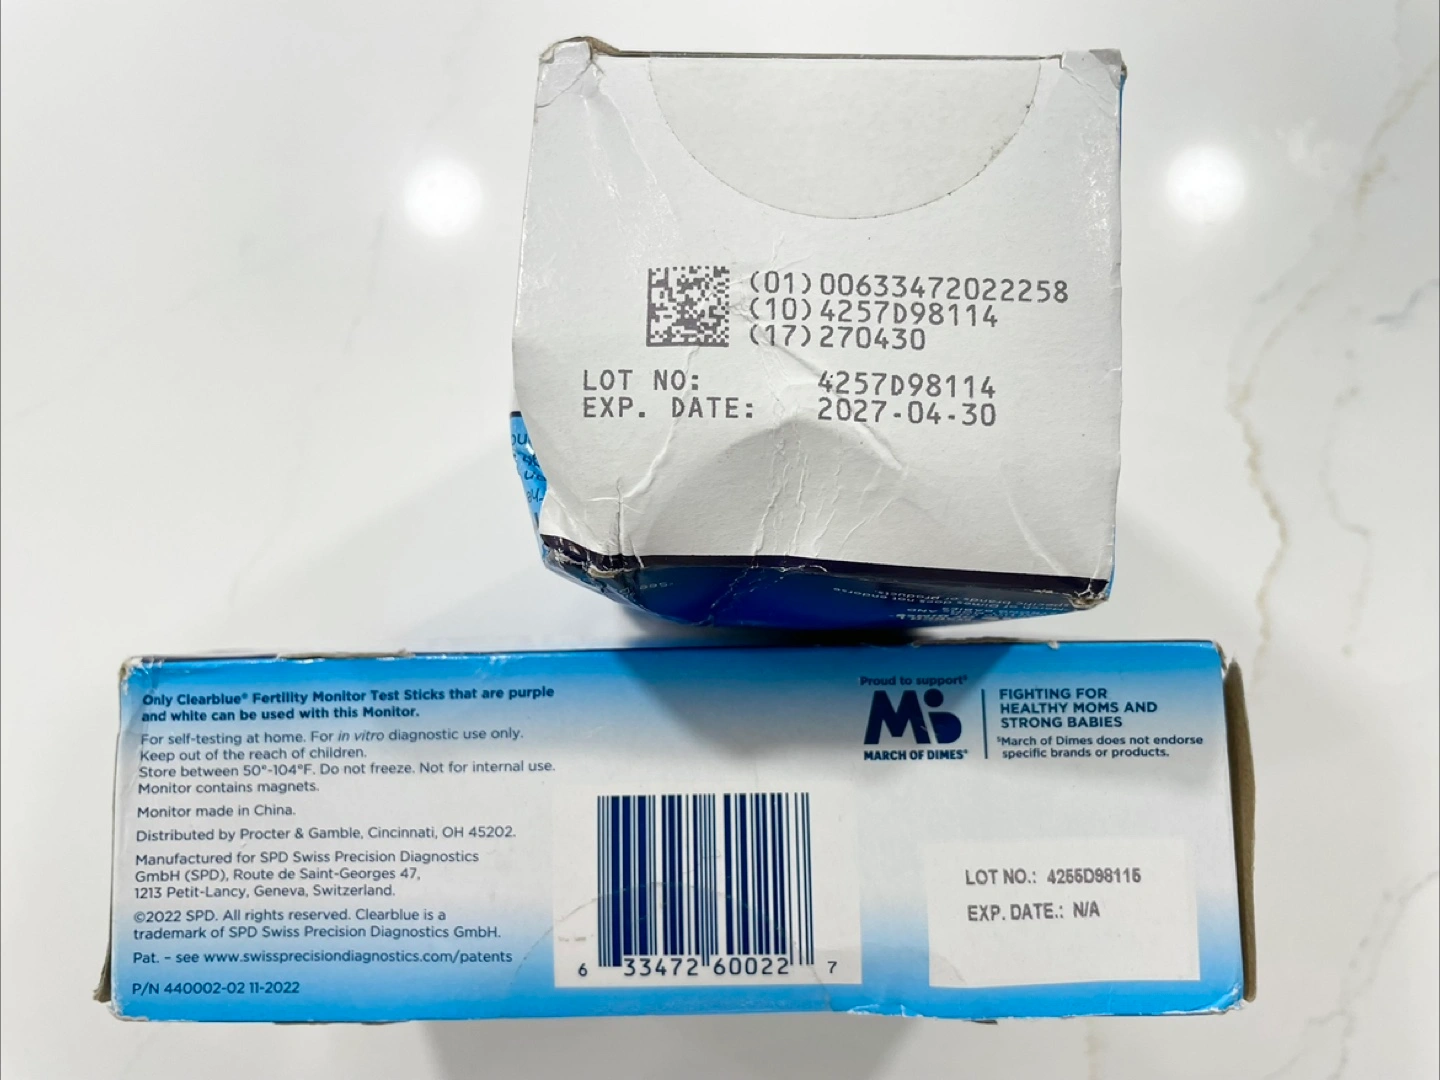 (01)00633472022258
(10)4257D98114
(17)270430
LOT NO: 4257D98114
EXP. DATE: 2027-04-30
does not endorse
Only Clearblue® Fertility Monitor Test Sticks that are purple
and white can be used with this Monitor.
For self-testing at home. For in vitro diagnostic use only.
Keep out of the reach of children.
Store between 50°-104°F. Do not freeze. Not for internal use.
Monitor contains magnets.
Monitor made in China.
Distributed by Procter & Gamble, Cincinnati, OH 45202.
Manufactured for SPD Swiss Precision Diagnostics
GmbH (SPD), Route de Saint-Georges 47,
1213 Petit-Lancy, Geneva, Switzerland.
©2022 SPD. All rights reserved. Clearblue is a
trademark of SPD Swiss Precision Diagnostics GmbH.
Pat. – see www.swissprecisiondiagnostics.com/patents
P/N 440002-02 11-2022
6 33472 60022 7
Proud to support§
MARCH OF DIMES®
FIGHTING FOR
HEALTHY MOMS AND
STRONG BABIES
§March of Dimes does not endorse
specific brands or products.
LOT NO.: 4255D98115
EXP. DATE.: N/A